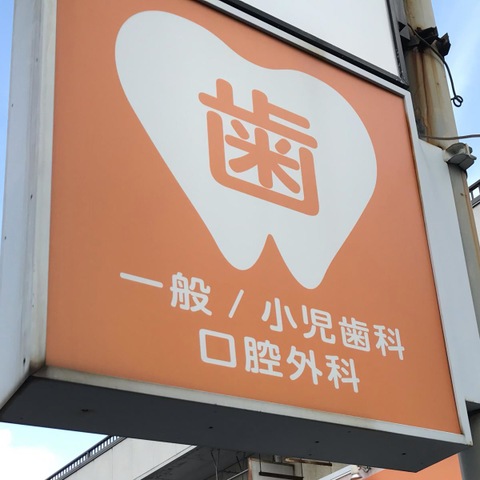 歯
一般 / 小児歯科
口腔外科